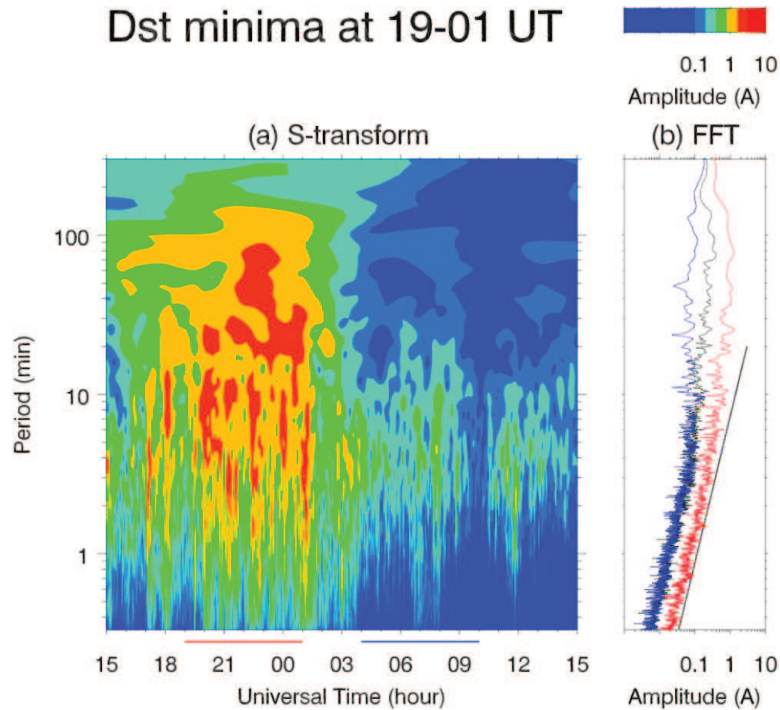 Dst minima at 19-01 UT
0.1 1 10
Amplitude (A)
(a) S-transform
(b) FFT
100
10
1
Period (min)
15 18 21 00 03 06 09 12 15
Universal Time (hour)
0.1 1 10
Amplitude (A)